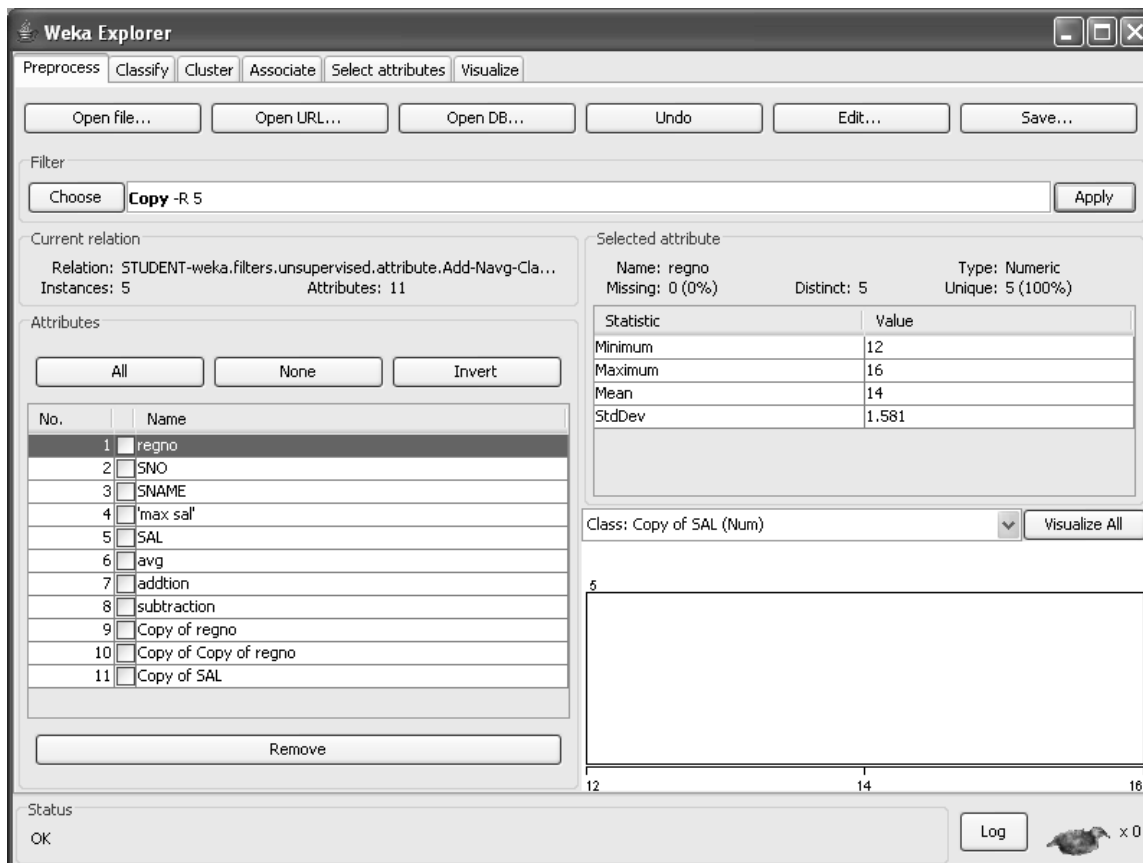 Weka Explorer
Preprocess Classify Cluster Associate Select attributes Visualize
Open file... Open URL... Open DB... Undo Edit... Save...
Filter
Choose Copy -R 5 Apply
Current relation
Relation: STUDENT-weka.filters.unsupervised.attribute.Add-Navg-Cla...
Instances: 5 Attributes: 11
Attributes
All None Invert
No. Name
1 regno
2 SNO
3 SNAME
4 'max sal'
5 SAL
6 avg
7 addtion
8 subtraction
9 Copy of regno
10 Copy of Copy of regno
11 Copy of SAL
Remove
Selected attribute
Name: regno Type: Numeric
Missing: 0 (0%) Distinct: 5 Unique: 5 (100%)
Statistic Value
Minimum 12
Maximum 16
Mean 14
StdDev 1.581
Class: Copy of SAL (Num) Visualize All
5
12 14 16
Status
OK
Log x 0